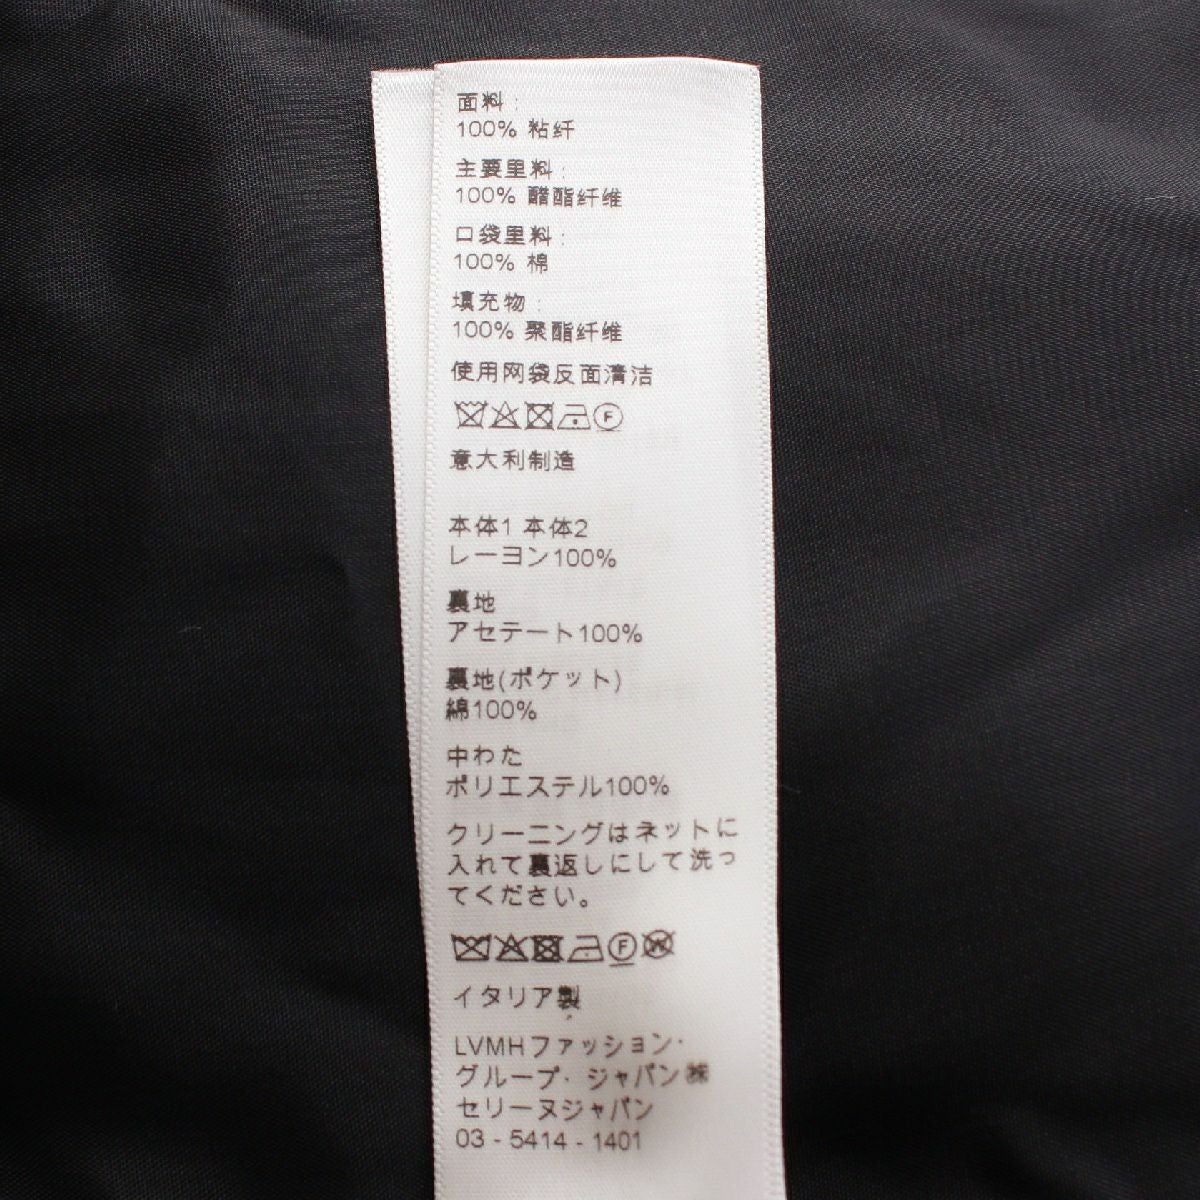 面料:
100% 粘纤
主要里料:
100% 醋酯纤维
口袋里料:
100% 棉
填充物:
100% 聚酯纤维
使用网袋反面清洁
F
意大利制造
本体1 本体2
レーヨン100%
裏地
アセテート100%
裏地(ポケット)
綿100%
中わた
ポリエステル100%
クリーニングはネットに
入れて裏返しにして洗っ
てください。
F W
イタリア製
LVMHファッション・
グループ・ジャパン㈱
セリーヌジャパン
03 - 5414 - 1401